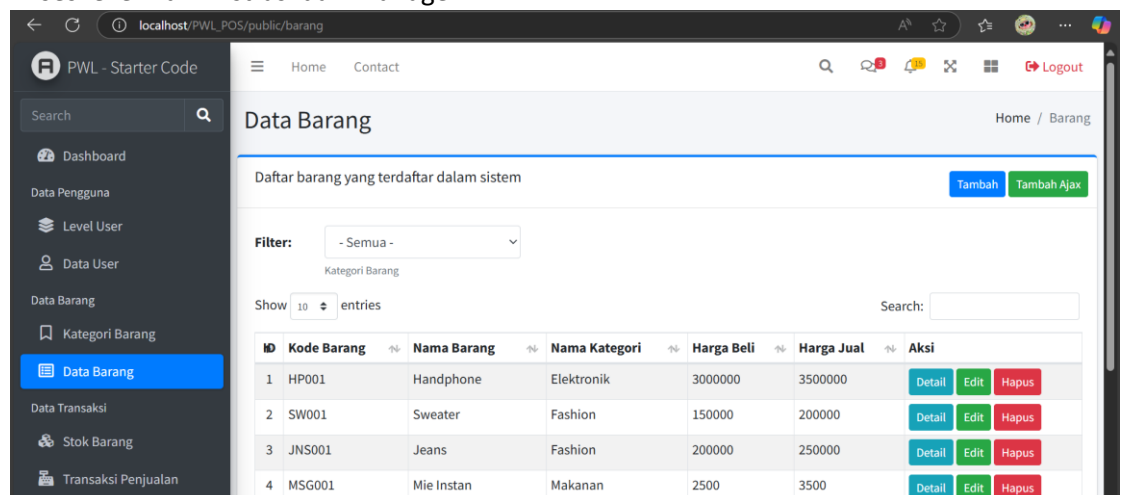 localhost/PWL_POS/public/barang
PWL - Starter Code
Home Contact
3
15
Logout
Search
Data Barang
Home / Barang
Dashboard
Daftar barang yang terdaftar dalam sistem
Tambah Tambah Ajax
Data Pengguna
Level User
Filter: - Semua -
Data User
Kategori Barang
Data Barang
Show 10 entries
Search:
Kategori Barang
ID Kode Barang Nama Barang Nama Kategori Harga Beli Harga Jual Aksi
Data Barang
1 HP001 Handphone Elektronik 3000000 3500000 Detail Edit Hapus
Data Transaksi
2 SW001 Sweater Fashion 150000 200000 Detail Edit Hapus
Stok Barang
3 JNS001 Jeans Fashion 200000 250000 Detail Edit Hapus
Transaksi Penjualan
4 MSG001 Mie Instan Makanan 2500 3500 Detail Edit Hapus